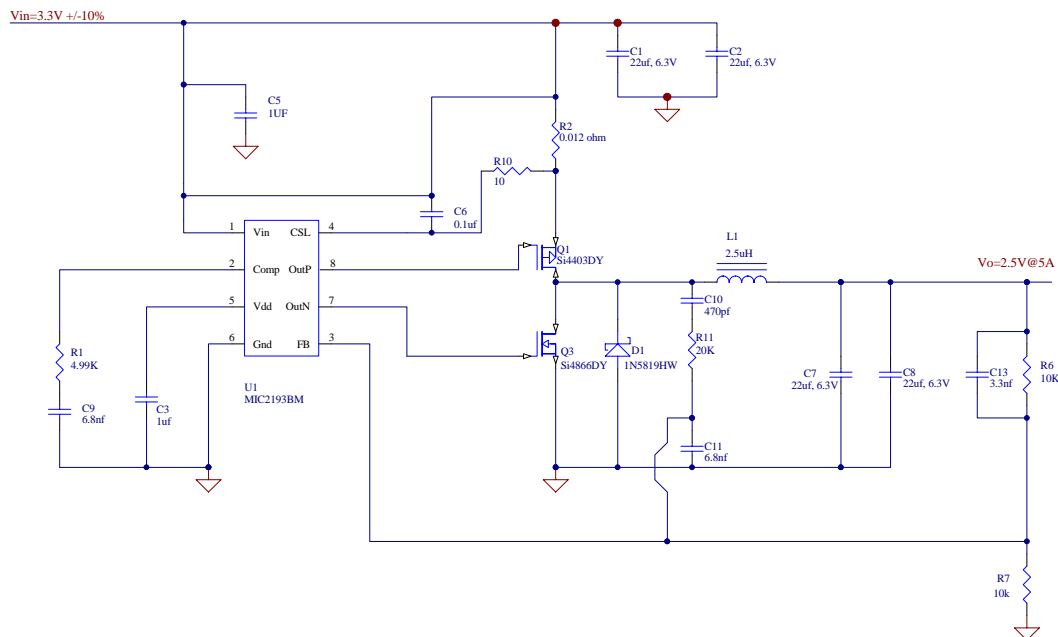 Vin=3.3V +/-10%
C1
22uf, 6.3V
C2
22uf, 6.3V
C5
1UF
R2
0.012 ohm
R10
10
C6
0.1uf
1 Vin CSL 4
2 Comp OutP 8
5 Vdd OutN 7
6 Gnd FB 3
U1
MIC2193BM
Q1
Si4403DY
L1
2.5uH
Vo=2.5V@5A
C10
470pf
R11
20K
Q3
Si4866DY
D1
1N5819HW
R1
4.99K
C9
6.8nf
C3
1uf
C7
22uf, 6.3V
C8
22uf, 6.3V
C13
3.3nf
R6
10K
C11
6.8nf
R7
10k